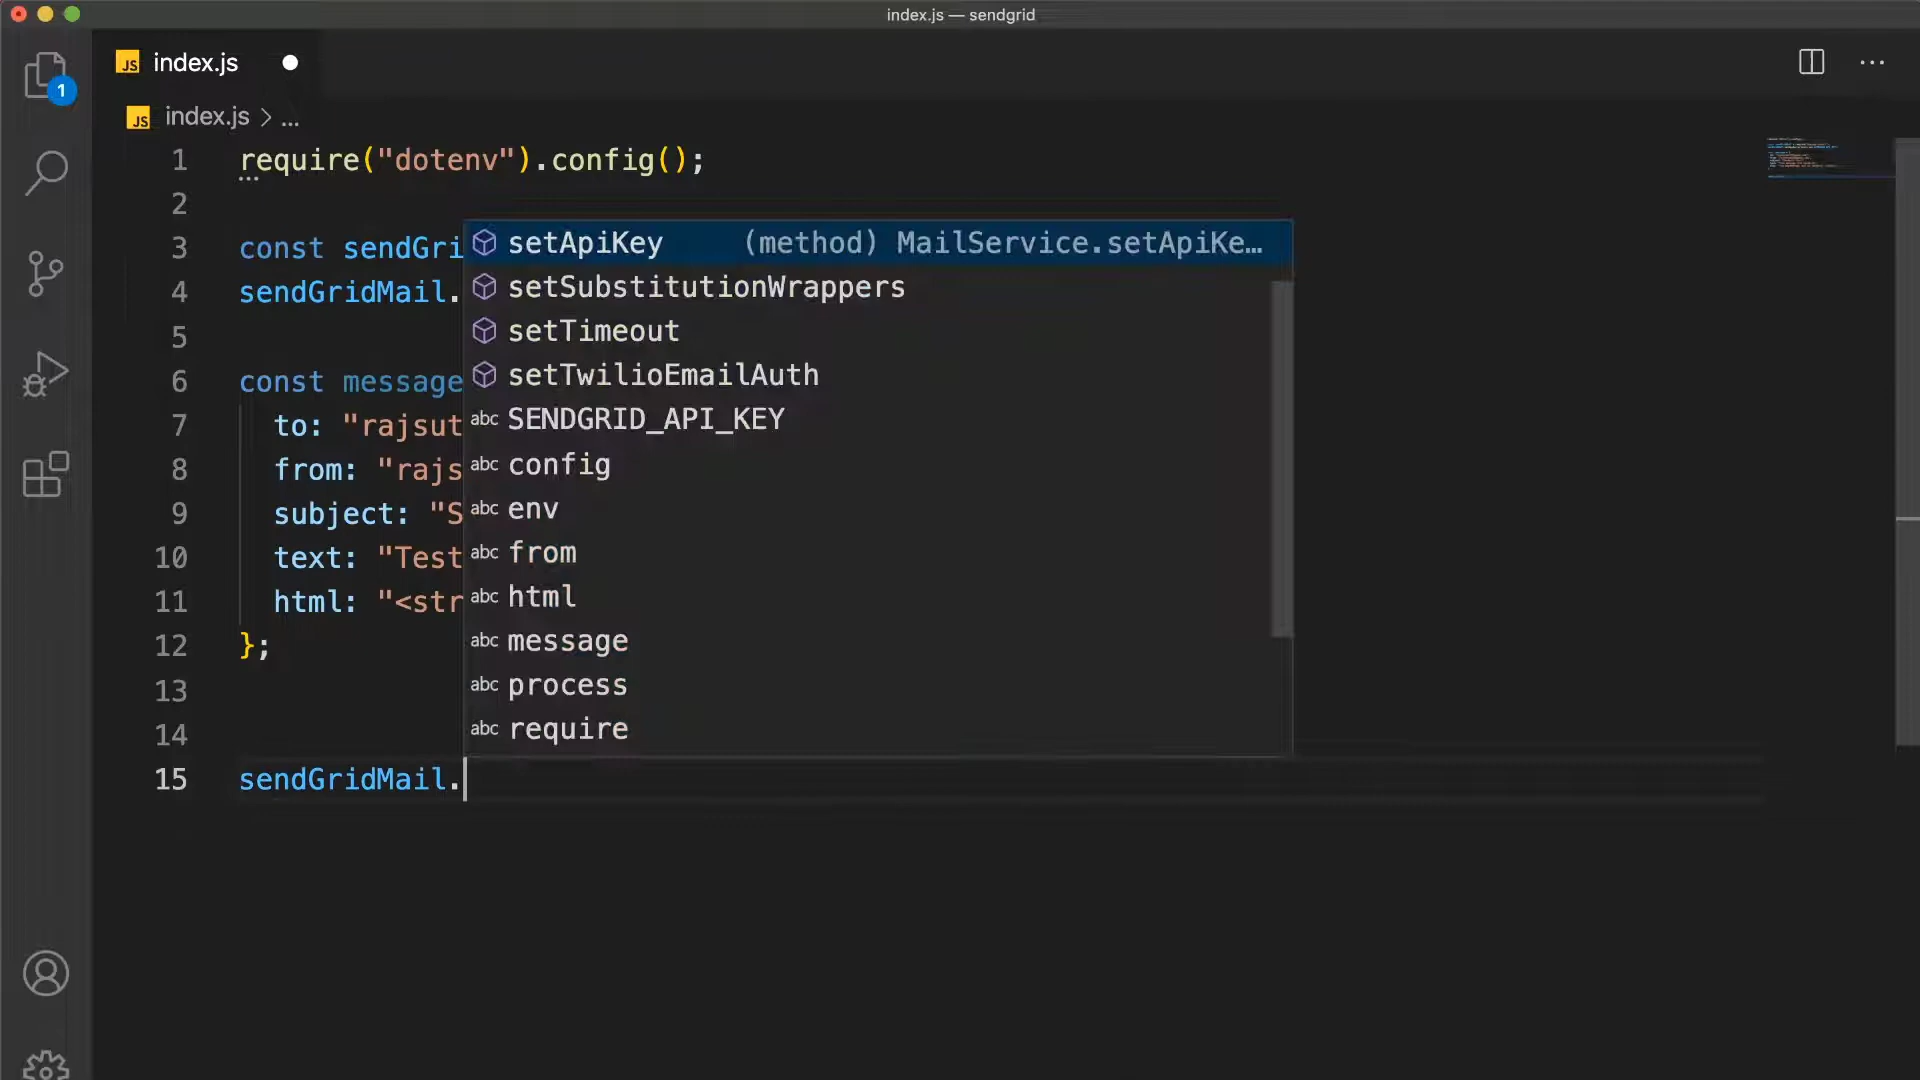 index.js — sendgrid
JS index.js
1
JS index.js > ...
1 require("dotenv").config();
2
3 const sendGri
4 sendGridMail.
5
6 const message
7 to: "rajsut
8 from: "rajs
9 subject: "S
10 text: "Test
11 html: "<str
12 };
13
14
15 sendGridMail.
setApiKey (method) MailService.setApiKe…
setSubstitutionWrappers
setTimeout
setTwilioEmailAuth
abc SENDGRID_API_KEY
abc config
abc env
abc from
abc html
abc message
abc process
abc require